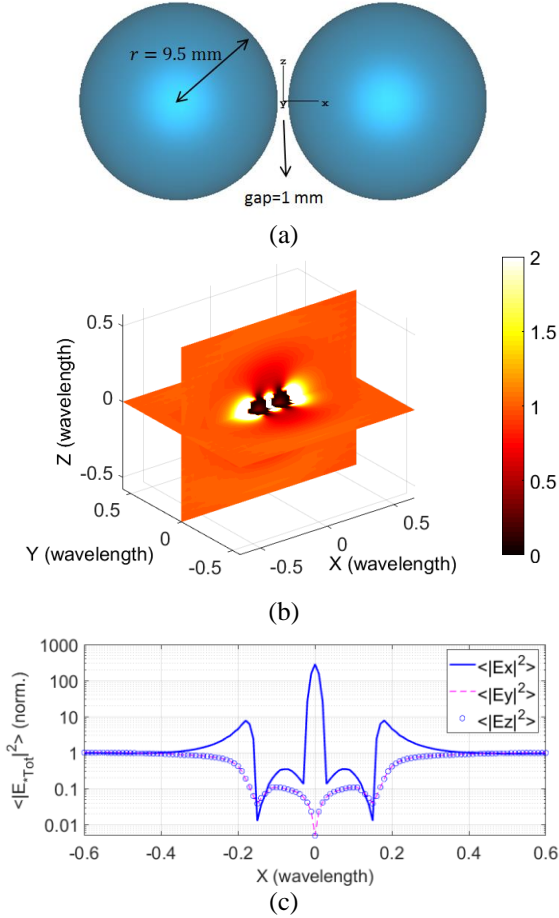 r = 9.5 mm
z
y
x
gap=1 mm
(a)
2
1.5
1
0.5
0
0.5
0
-0.5
Z (wavelength)
0.5
0
-0.5
Y (wavelength)
-0.5
0
0.5
X (wavelength)
(b)
1000
100
10
1
0.1
0.01
<|E*Tot|²> (norm.)
<|Ex|²>
<|Ey|²>
<|Ez|²>
-0.6 -0.4 -0.2 0 0.2 0.4 0.6
X (wavelength)
(c)